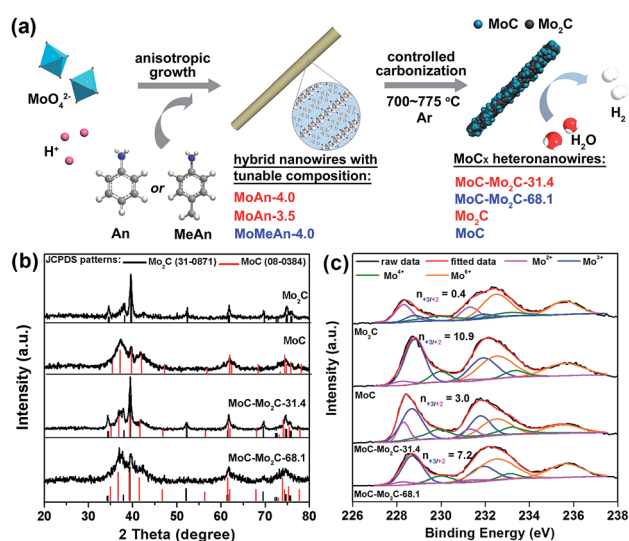 (a)
MoC Mo₂C
anisotropic
growth
controlled
carbonization
700~775 °C
Ar
MoO₄²⁻
H⁺
H₂
H₂O
An
or
MeAn
hybrid nanowires with
tunable composition:
MoAn-4.0
MoAn-3.5
MoMeAn-4.0
MoCx heteronanowires:
MoC-Mo₂C-31.4
MoC-Mo₂C-68.1
Mo₂C
MoC
(b)
JCPDS patterns: Mo₂C (31-0871) MoC (08-0384)
Mo₂C
MoC
MoC-Mo₂C-31.4
MoC-Mo₂C-68.1
Intensity (a.u.)
20 30 40 50 60 70 80
2 Theta (degree)
(c)
raw data fitted data Mo²⁺ Mo³⁺
Mo⁴⁺ Mo⁶⁺
n+3/+2 = 0.4
Mo₂C
n+3/+2 = 10.9
MoC
n+3/+2 = 3.0
MoC-Mo₂C-31.4
n+3/+2 = 7.2
MoC-Mo₂C-68.1
Intensity (a.u.)
226 228 230 232 234 236 238
Binding Energy (eV)